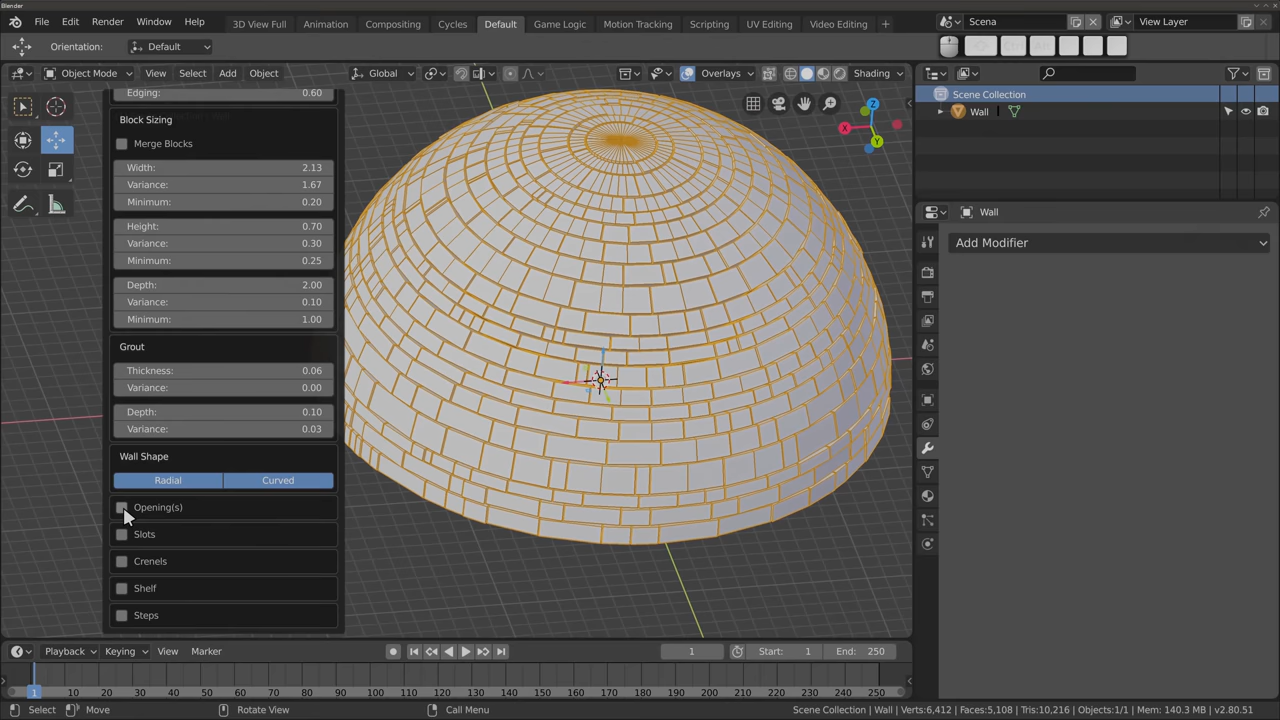 Blender
File Edit Render Window Help
3D View Full Animation Compositing Cycles Default Game Logic Motion Tracking Scripting UV Editing Video Editing +
Scena
View Layer
Orientation: Default
Object Mode View Select Add Object
Global
Overlays
Shading
Edging: 0.60
Block Sizing
Merge Blocks
Width: 2.13
Variance: 1.67
Minimum: 0.20
Height: 0.70
Variance: 0.30
Minimum: 0.25
Depth: 2.00
Variance: 0.10
Minimum: 1.00
Grout
Thickness: 0.06
Variance: 0.00
Depth: 0.10
Variance: 0.03
Wall Shape
Radial Curved
Opening(s)
Slots
Crenels
Shelf
Steps
X
Y
Z
Scene Collection
Wall
Wall
Add Modifier
Playback Keying View Marker
1
Start: 1
End: 250
1 10 20 30 40 50 60 70 80 90 100 110 120 130 140 150 160 170 180 190 200 210 220 230 240 250
Select Move Rotate View Call Menu
Scene Collection | Wall | Verts:6,412 | Faces:5,108 | Tris:10,216 | Objects:1/1 | Mem: 140.3 MB | v2.80.51